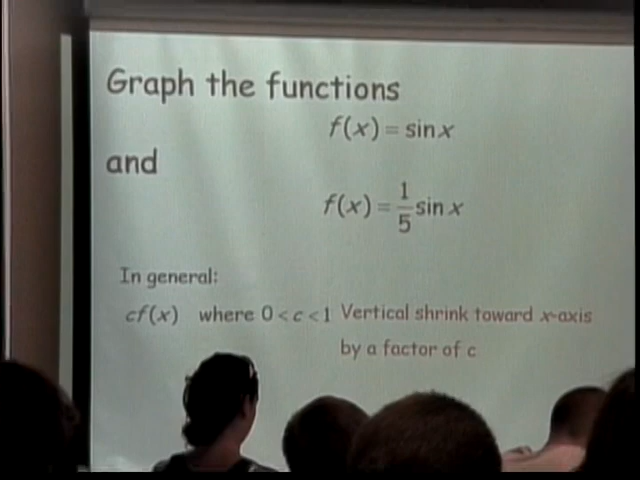 Graph the functions
f(x) = sin x
and
f(x) = 1/5 sin x
In general:
cf(x) where 0 < c < 1 Vertical shrink toward x-axis
by a factor of c